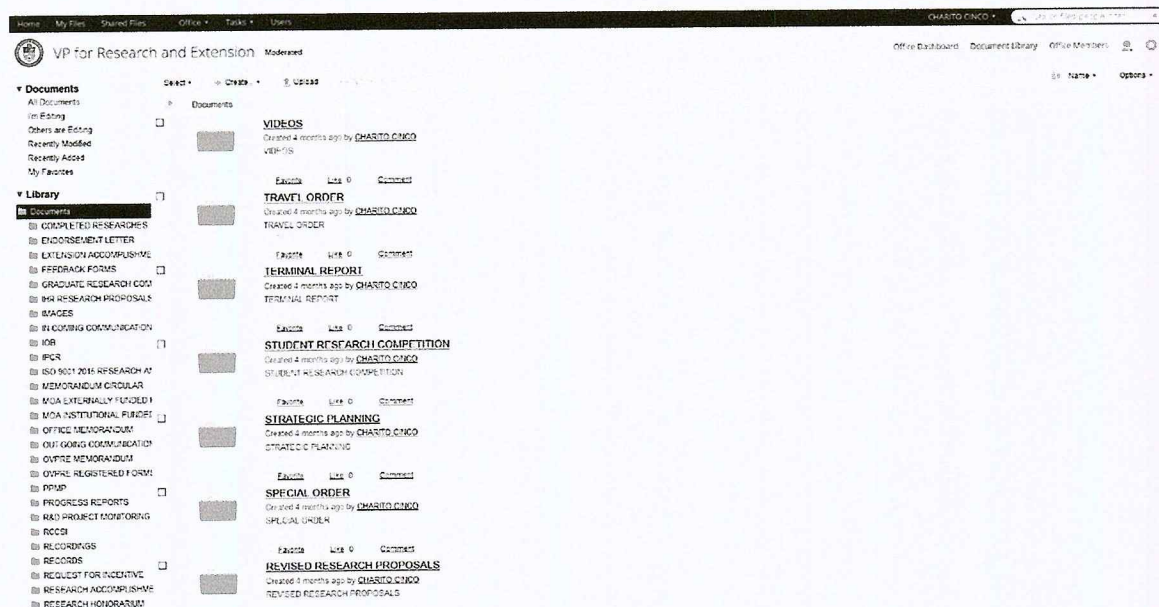 Home My Files Shared Files Office Tasks Users CHARITO CINCO
VP for Research and Extension Moderated
Office Dashboard Document Library Office Members
Select Create... Upload
Name Options
Documents
All Documents
I'm Editing
Others are Editing
Recently Modified
Recently Added
My Favorites
Library
Documents
COMPLETED RESEARCHES
ENDORSEMENT LETTER
EXTENSION ACCOMPLISHME
FEEDBACK FORMS
GRADUATE RESEARCH COM
IHR RESEARCH PROPOSALS
IMAGES
IN COMING COMMUNICATION
IOB
IPCR
ISO 9001 2015 RESEARCH
MEMORANDUM CIRCULAR
MOA EXTERNALLY FUNDED
MOA INSTITUTIONAL FUNDED
OFFICE MEMORANDUM
OUT GOING COMMUNICATION
OVPRE MEMORANDUM
OVPRE REGISTERED FORMS
PPMP
PROGRESS REPORTS
R&D PROJECT MONITORING
RCCSI
RECORDINGS
RECORDS
REQUEST FOR INCENTIVE
RESEARCH ACCOMPLISHME
RESEARCH HONORARIUM
Documents
VIDEOS
Created 4 months ago by CHARITO CINCO
VIDEOS
Favorite Like 0 Comment
TRAVEL ORDER
Created 4 months ago by CHARITO CINCO
TRAVEL ORDER
Favorite Like 0 Comment
TERMINAL REPORT
Created 4 months ago by CHARITO CINCO
TERMINAL REPORT
Favorite Like 0 Comment
STUDENT RESEARCH COMPETITION
Created 4 months ago by CHARITO CINCO
STUDENT RESEARCH COMPETITION
Favorite Like 0 Comment
STRATEGIC PLANNING
Created 4 months ago by CHARITO CINCO
STRATEGIC PLANNING
Favorite Like 0 Comment
SPECIAL ORDER
Created 4 months ago by CHARITO CINCO
SPECIAL ORDER
Favorite Like 0 Comment
REVISED RESEARCH PROPOSALS
Created 4 months ago by CHARITO CINCO
REVISED RESEARCH PROPOSALS